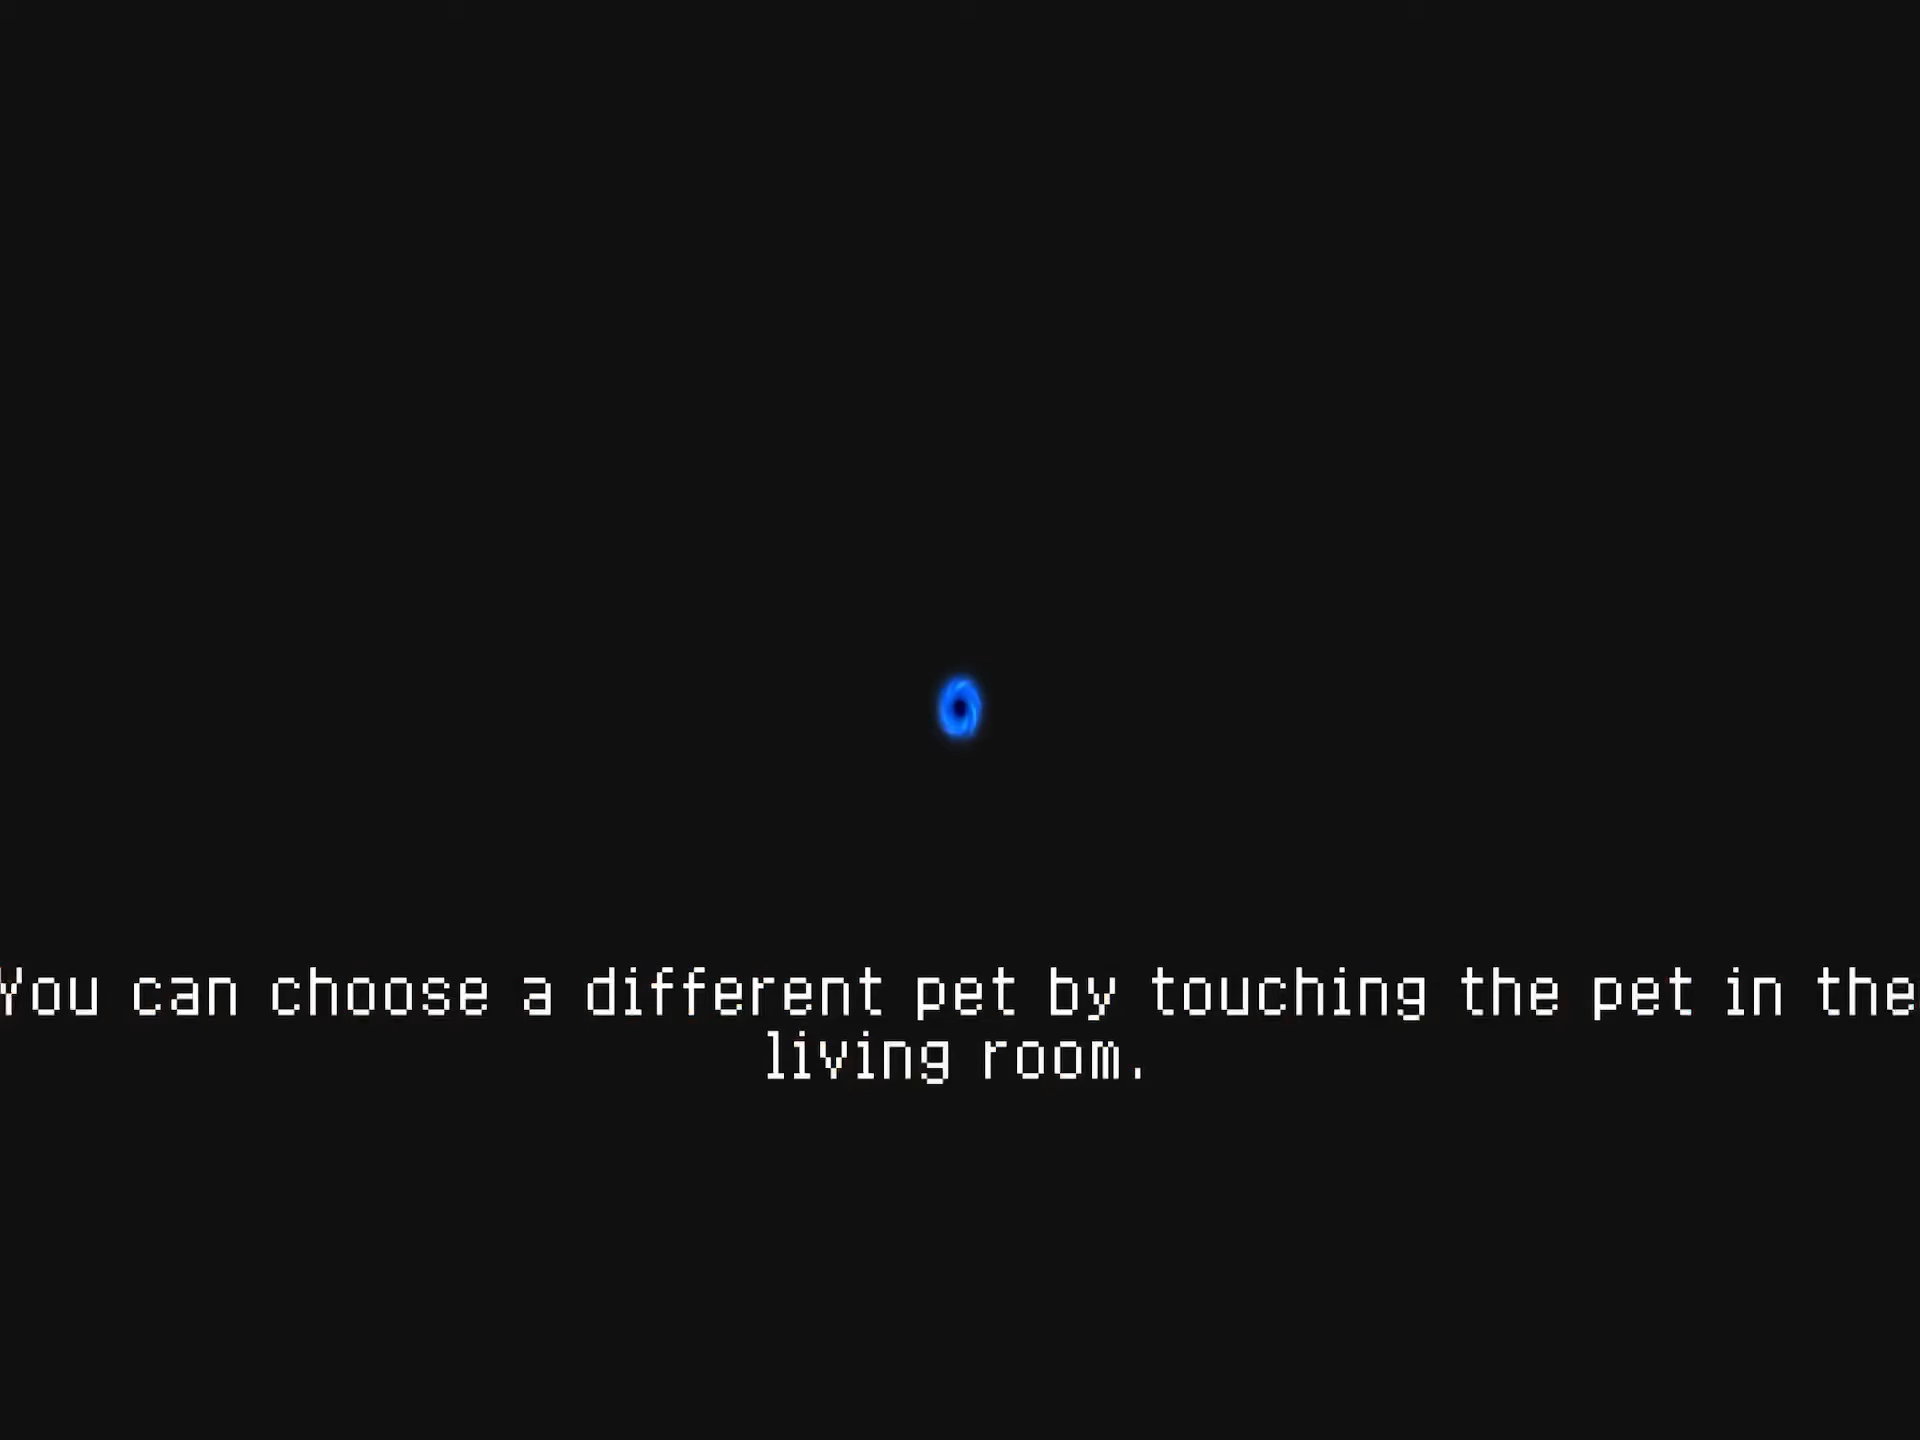 You can choose a different pet by touching the pet in the
living room.